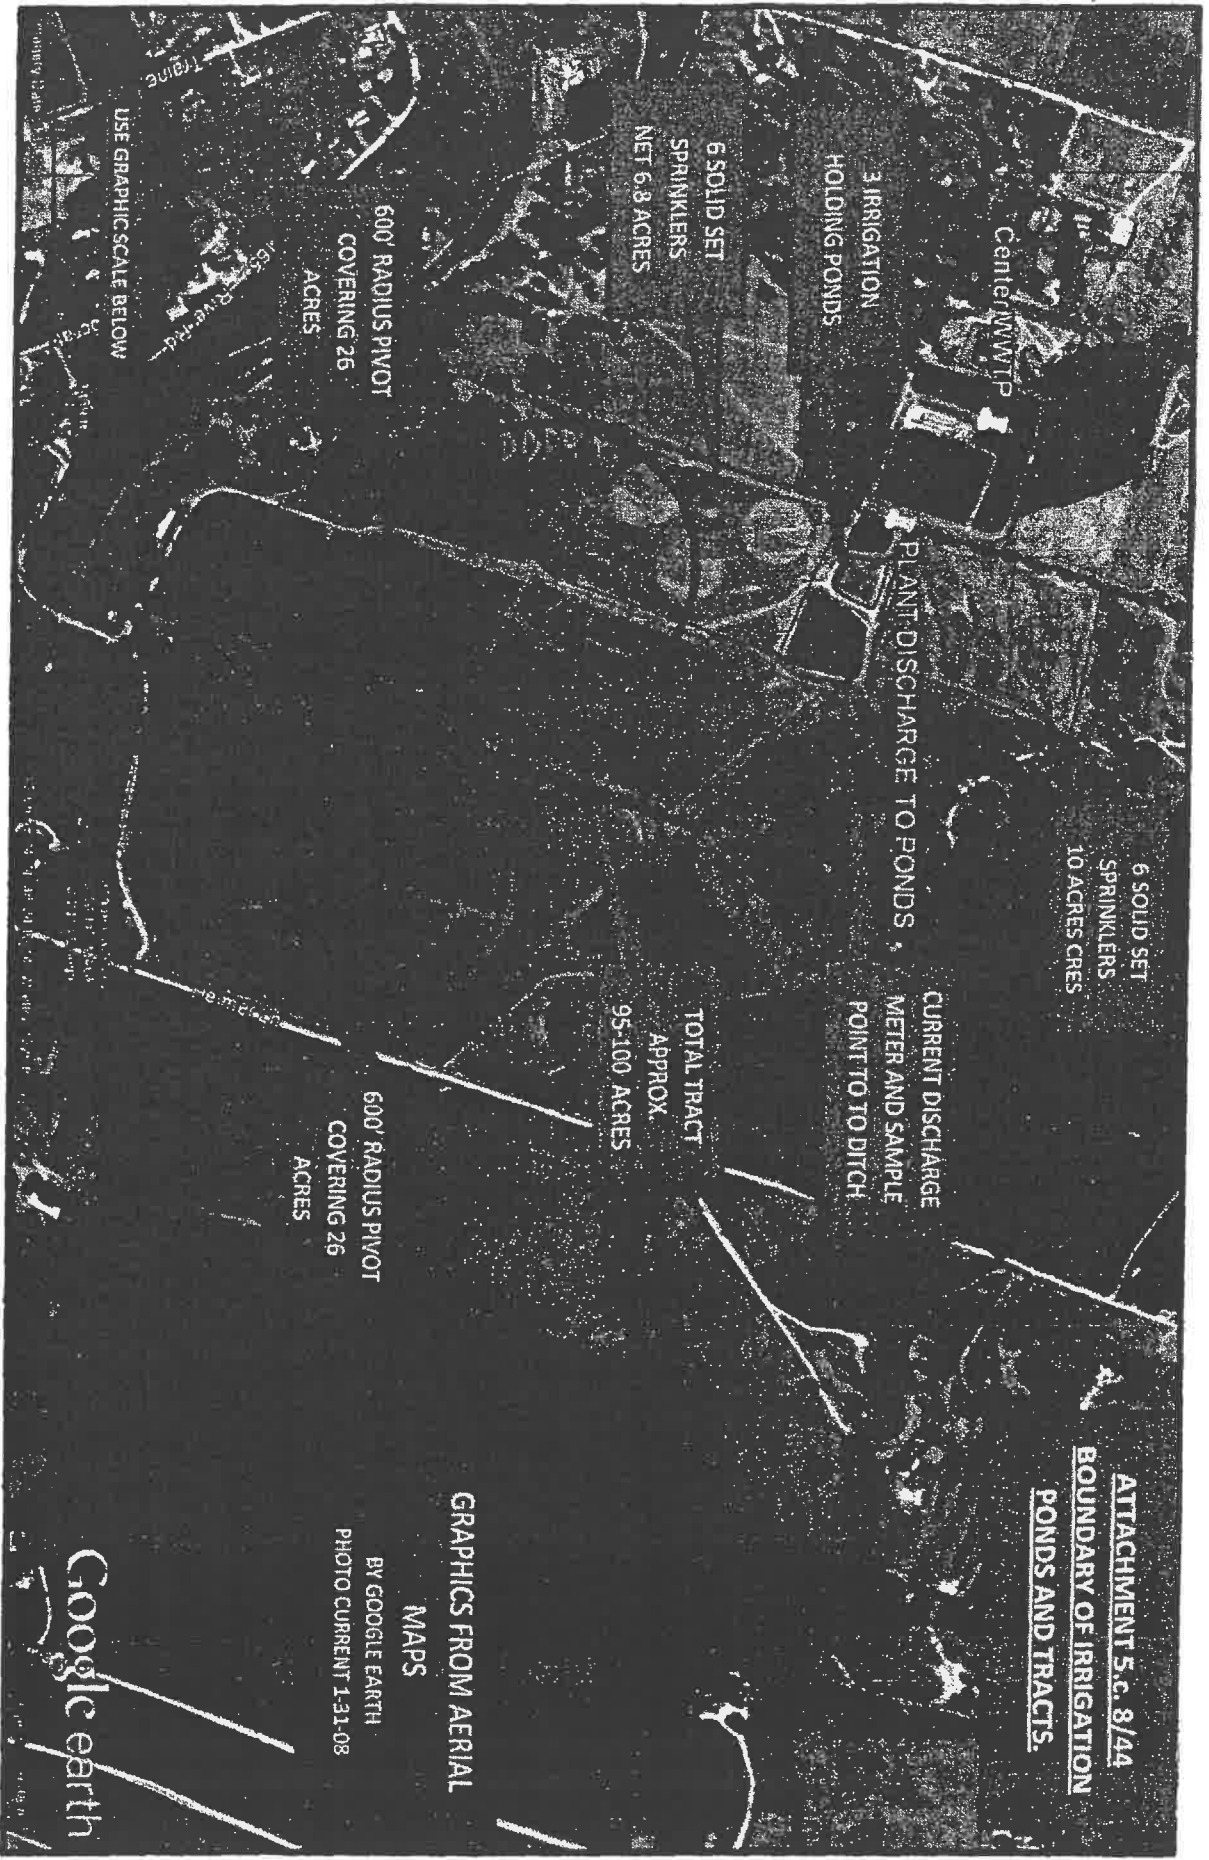 ATTACHMENT 5.c. 8/44
BOUNDARY OF IRRIGATION
PONDS AND TRACTS.
6 SOLID SET
SPRINKLERS
10 ACRES CRES
Center WWTP
3 IRRIGATION
HOLDING PONDS
PLANT DISCHARGE TO PONDS
CURRENT DISCHARGE
METER AND SAMPLE
POINT TO TO DITCH
6 SOLID SET
SPRINKLERS
NET 6.8 ACRES
TOTAL TRACT
APPROX
95-100 ACRES
600' RADIUS PIVOT
COVERING 26
ACRES
600' RADIUS PIVOT
COVERING 26
ACRES
GRAPHICS FROM AERIAL
MAPS
BY GOOGLE EARTH
PHOTO CURRENT 1-31-08
USE GRAPHIC SCALE BELOW
Google earth